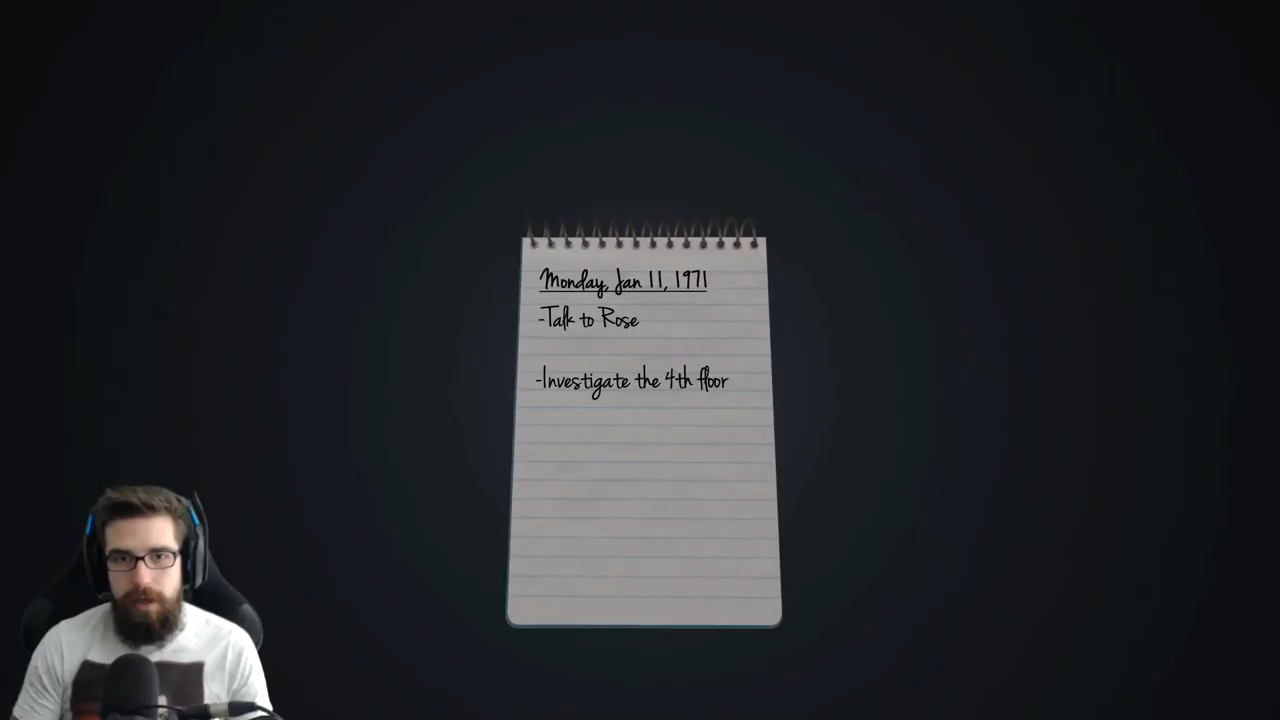 Monday, Jan 11, 1971
-Talk to Rose
-Investigate the 4th floor